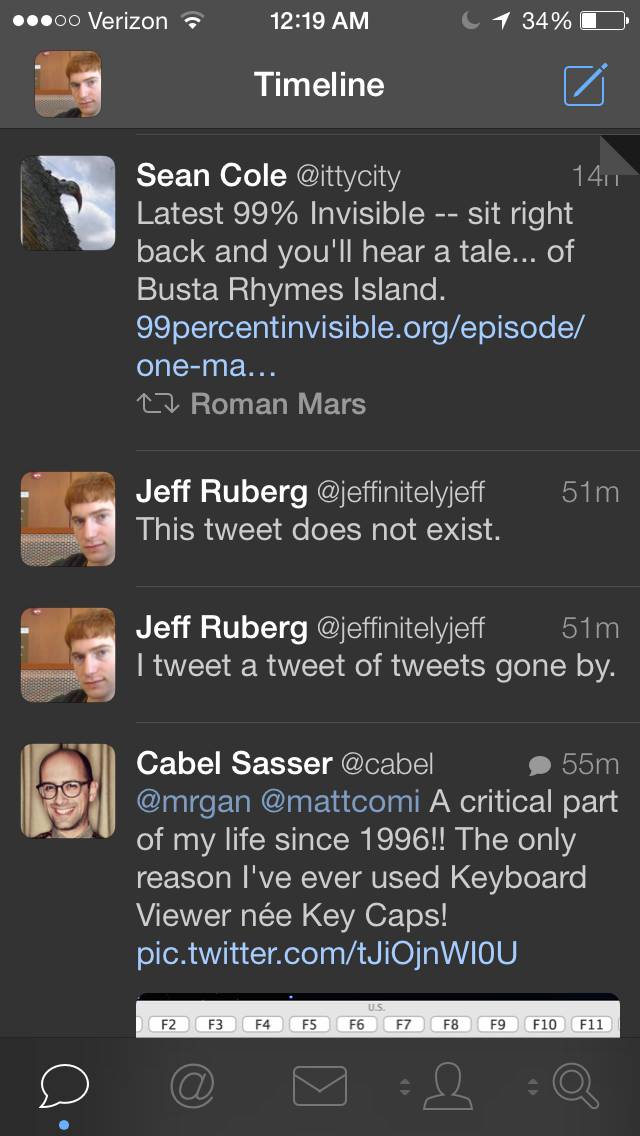 Verizon 12:19 AM 34%
Timeline
Sean Cole @ittycity 14h
Latest 99% Invisible -- sit right
back and you'll hear a tale... of
Busta Rhymes Island.
99percentinvisible.org/episode/
one-ma…
Roman Mars
Jeff Ruberg @jeffinitelyjeff 51m
This tweet does not exist.
Jeff Ruberg @jeffinitelyjeff 51m
I tweet a tweet of tweets gone by.
Cabel Sasser @cabel 55m
@mrgan @mattcomi A critical part
of my life since 1996!! The only
reason I've ever used Keyboard
Viewer née Key Caps!
pic.twitter.com/tJiOjnWI0U
U.S.
F2 F3 F4 F5 F6 F7 F8 F9 F10 F11
@